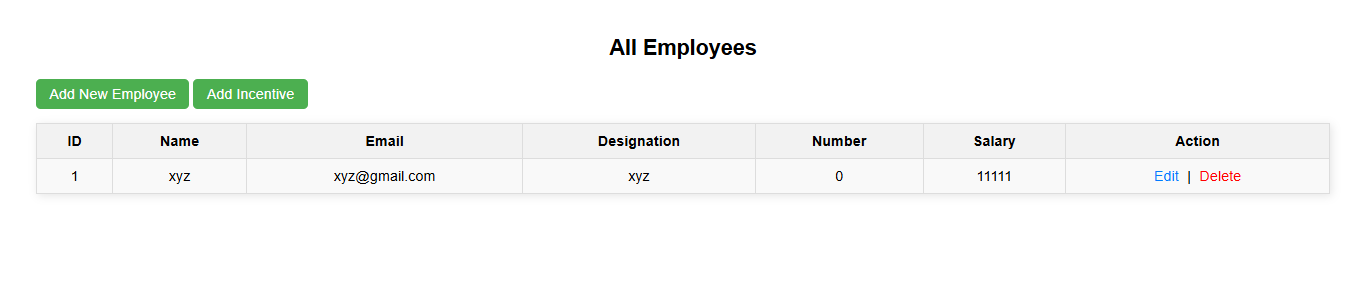 All Employees
Add New Employee Add Incentive
ID Name Email Designation Number Salary Action
1 xyz xyz@gmail.com xyz 0 11111 Edit | Delete